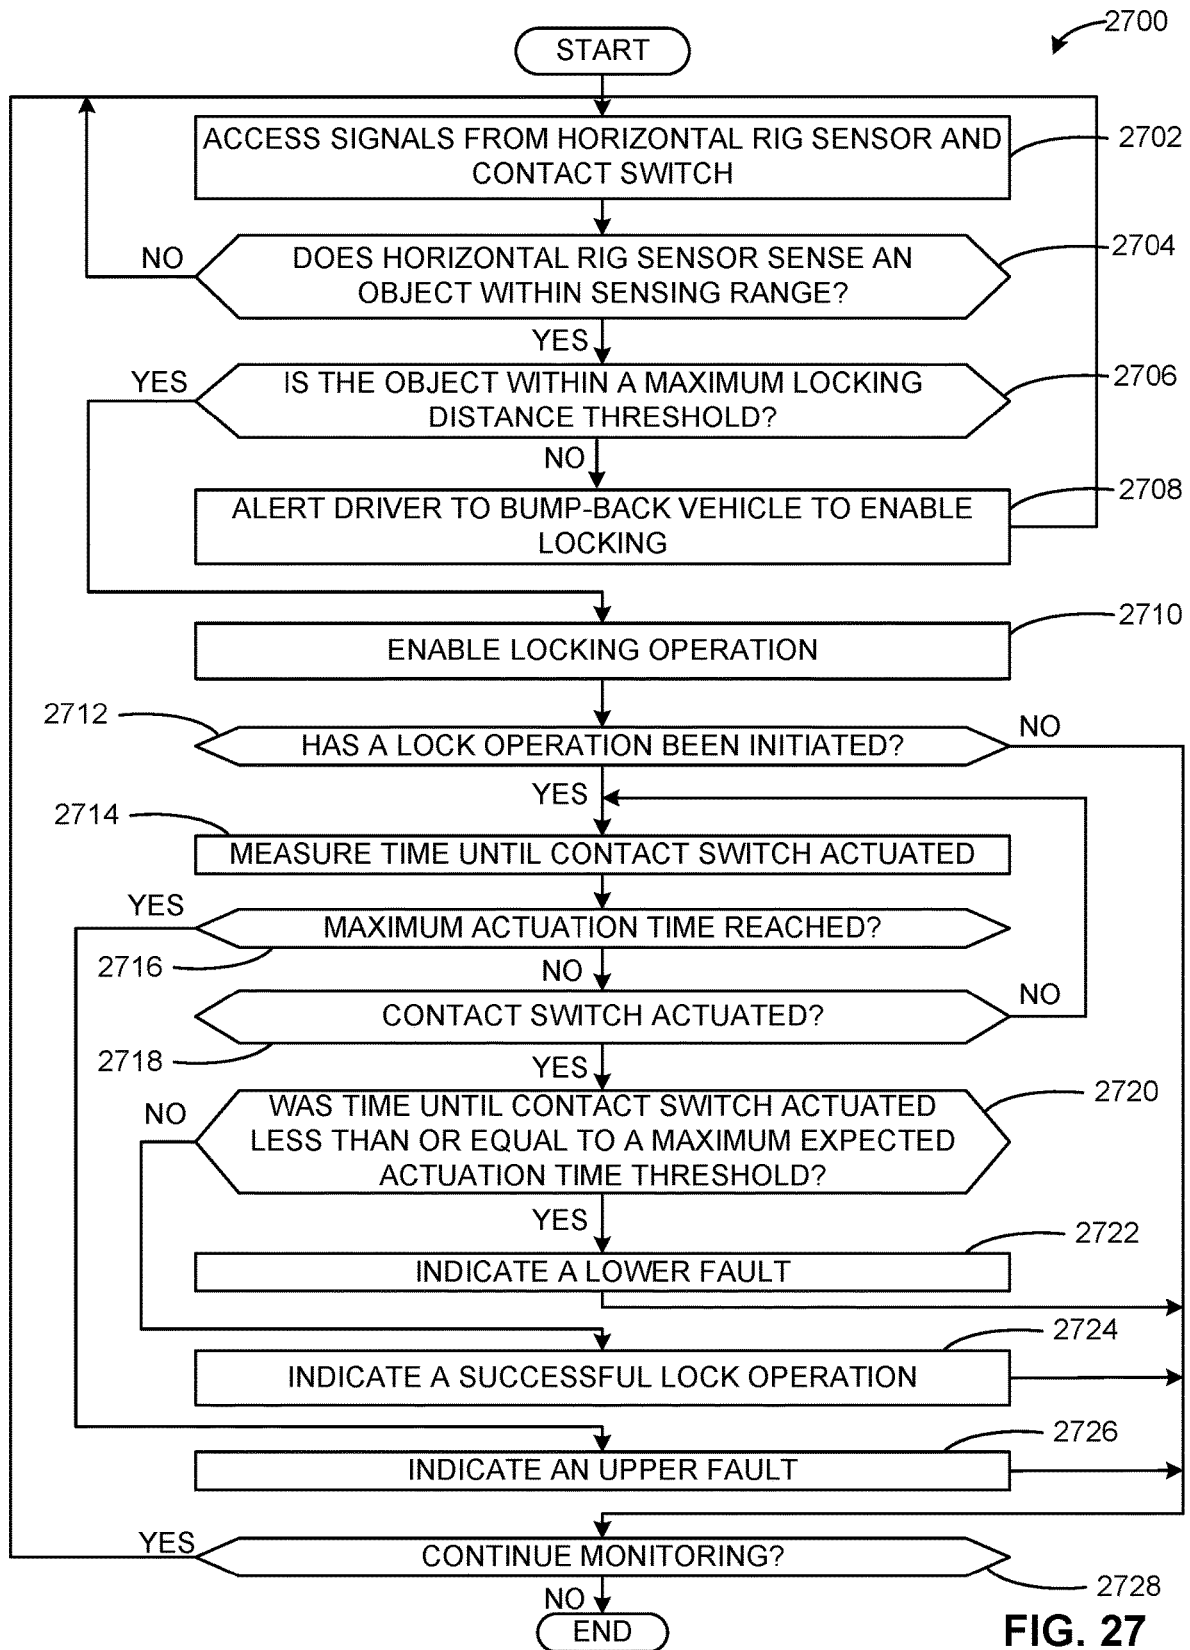 2700
START
ACCESS SIGNALS FROM HORIZONTAL RIG SENSOR AND
CONTACT SWITCH
2702
DOES HORIZONTAL RIG SENSOR SENSE AN
OBJECT WITHIN SENSING RANGE?
2704
NO
YES
IS THE OBJECT WITHIN A MAXIMUM LOCKING
DISTANCE THRESHOLD?
2706
YES
NO
ALERT DRIVER TO BUMP-BACK VEHICLE TO ENABLE
LOCKING
2708
ENABLE LOCKING OPERATION
2710
2712
HAS A LOCK OPERATION BEEN INITIATED?
NO
YES
2714
MEASURE TIME UNTIL CONTACT SWITCH ACTUATED
YES
MAXIMUM ACTUATION TIME REACHED?
2716
NO
CONTACT SWITCH ACTUATED?
NO
2718
YES
NO
WAS TIME UNTIL CONTACT SWITCH ACTUATED
LESS THAN OR EQUAL TO A MAXIMUM EXPECTED
ACTUATION TIME THRESHOLD?
2720
YES
2722
INDICATE A LOWER FAULT
2724
INDICATE A SUCCESSFUL LOCK OPERATION
2726
INDICATE AN UPPER FAULT
YES
CONTINUE MONITORING?
2728
NO
END
FIG. 27